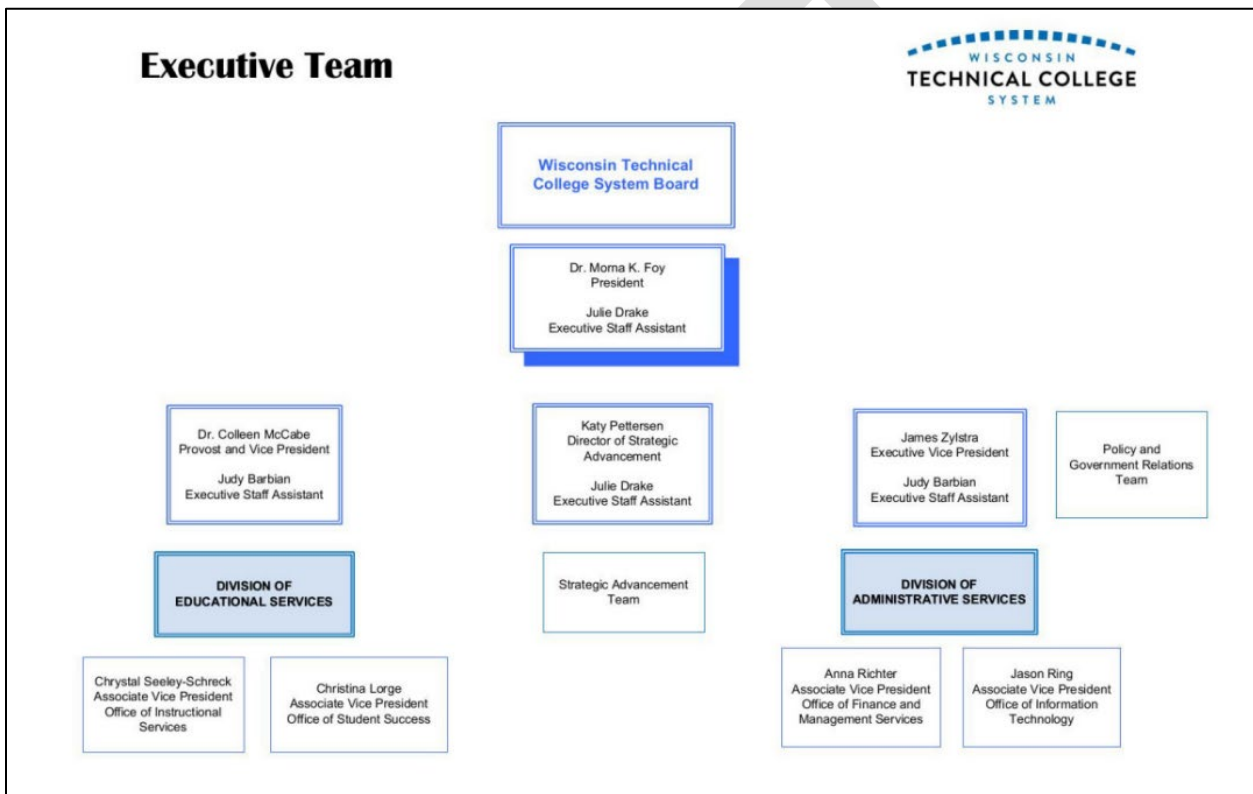 Executive Team
WISCONSIN
TECHNICAL COLLEGE
SYSTEM
Wisconsin Technical
College System Board
Dr. Morna K. Foy
President
Julie Drake
Executive Staff Assistant
Dr. Colleen McCabe
Provost and Vice President
Judy Barbian
Executive Staff Assistant
Katy Pettersen
Director of Strategic
Advancement
Julie Drake
Executive Staff Assistant
James Zylstra
Executive Vice President
Judy Barbian
Executive Staff Assistant
Policy and
Government Relations
Team
DIVISION OF
EDUCATIONAL SERVICES
Strategic Advancement
Team
DIVISION OF
ADMINISTRATIVE SERVICES
Chrystal Seeley-Schreck
Associate Vice President
Office of Instructional
Services
Christina Lorge
Associate Vice President
Office of Student Success
Anna Richter
Associate Vice President
Office of Finance and
Management Services
Jason Ring
Associate Vice President
Office of Information
Technology